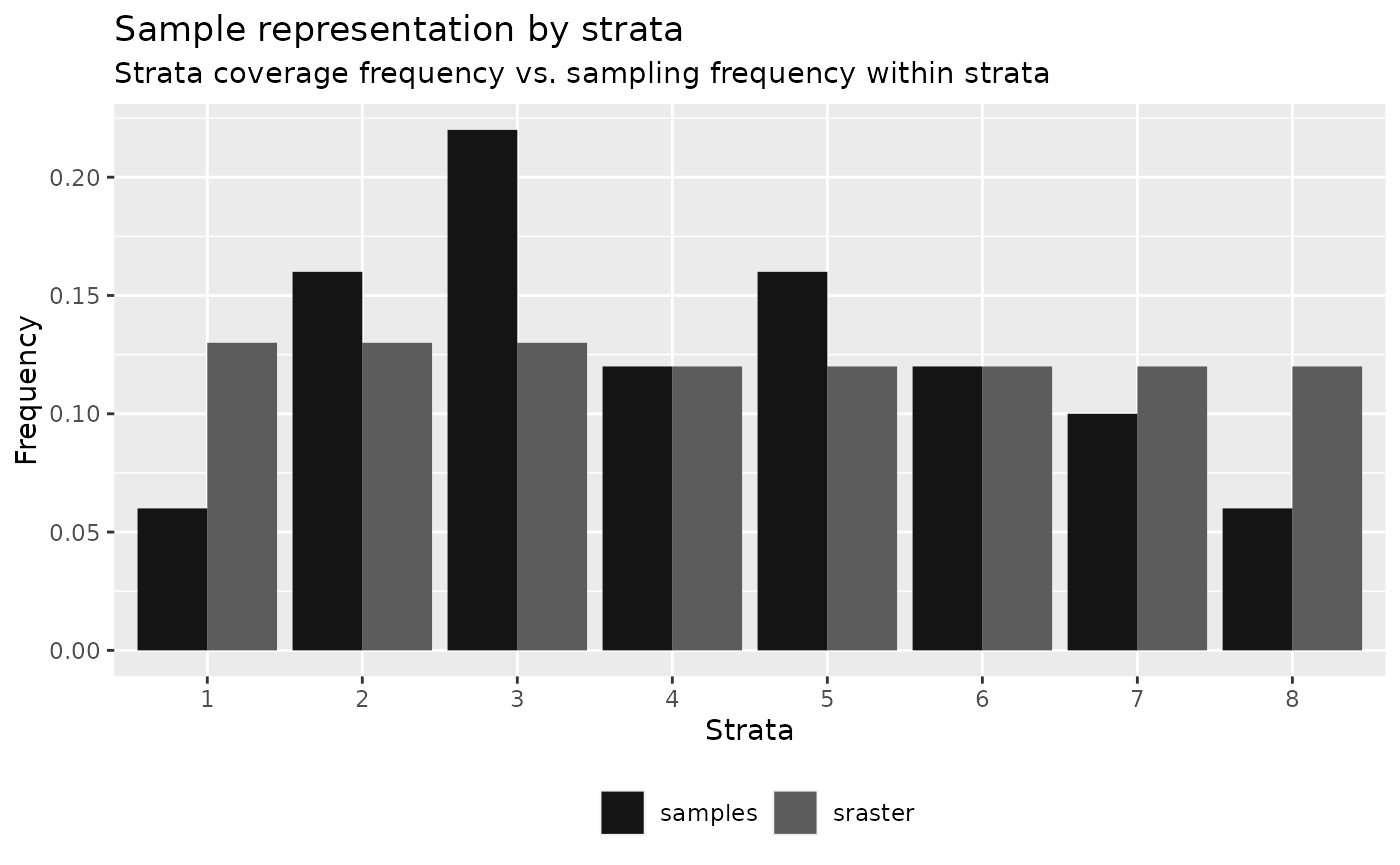 Sample representation by strata
Strata coverage frequency vs. sampling frequency within strata
Frequency
0.20
0.15
0.10
0.05
0.00
1 2 3 4 5 6 7 8
Strata
samples sraster